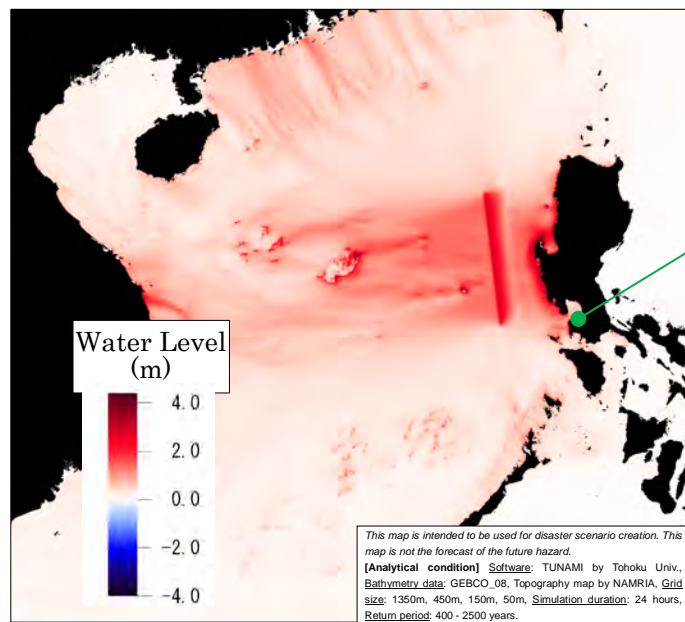 Water Level
(m)
4.0
2.0
0.0
-2.0
-4.0
This map is intended to be used for disaster scenario creation. This
map is not the forecast of the future hazard.
[Analytical condition] Software: TUNAMI by Tohoku Univ.,
Bathymetry data: GEBCO_08, Topography map by NAMRIA, Grid
size: 1350m, 450m, 150m, 50m, Simulation duration: 24 hours,
Return period: 400 - 2500 years.